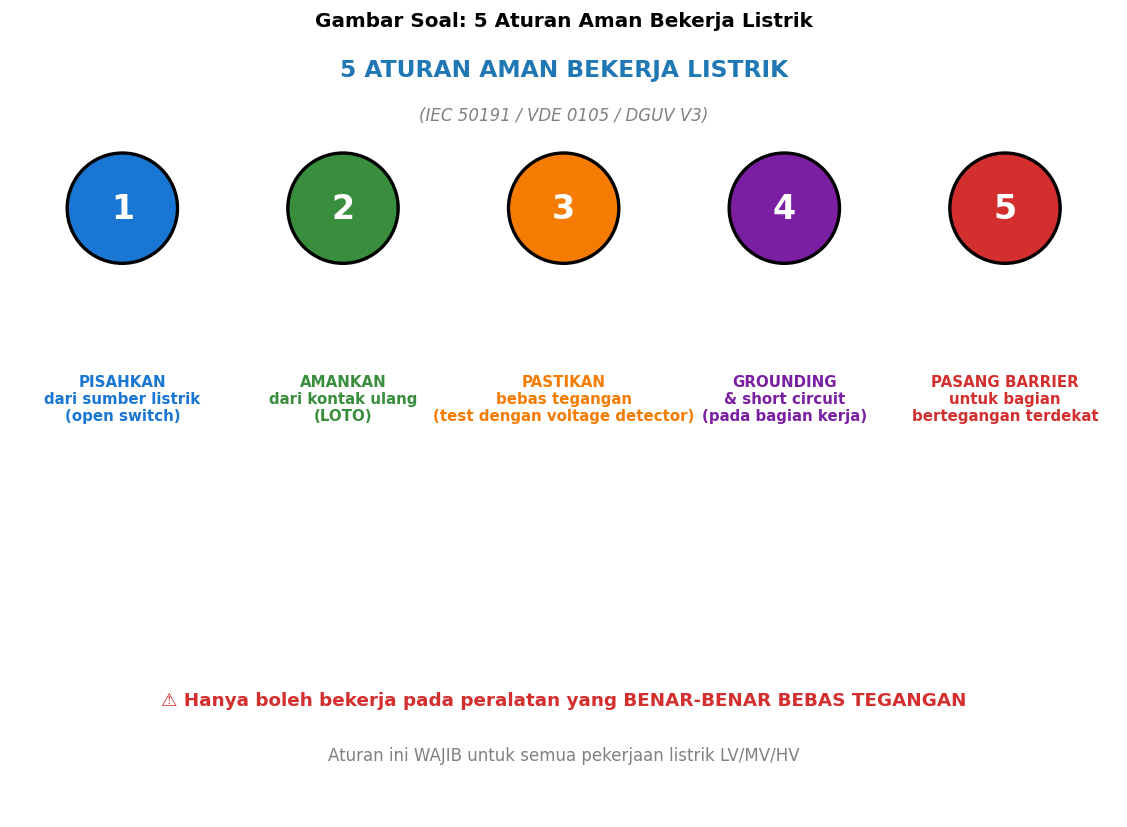 Gambar Soal: 5 Aturan Aman Bekerja Listrik
5 ATURAN AMAN BEKERJA LISTRIK
(IEC 50191 / VDE 0105 / DGUV V3)
1
2
3
4
5
PISAHKAN
dari sumber listrik
(open switch)
AMANKAN
dari kontak ulang
(LOTO)
PASTIKAN
bebas tegangan
(test dengan voltage detector)
GROUNDING
& short circuit
(pada bagian kerja)
PASANG BARRIER
untuk bagian
bertegangan terdekat
⚠ Hanya boleh bekerja pada peralatan yang BENAR-BENAR BEBAS TEGANGAN
Aturan ini WAJIB untuk semua pekerjaan listrik LV/MV/HV